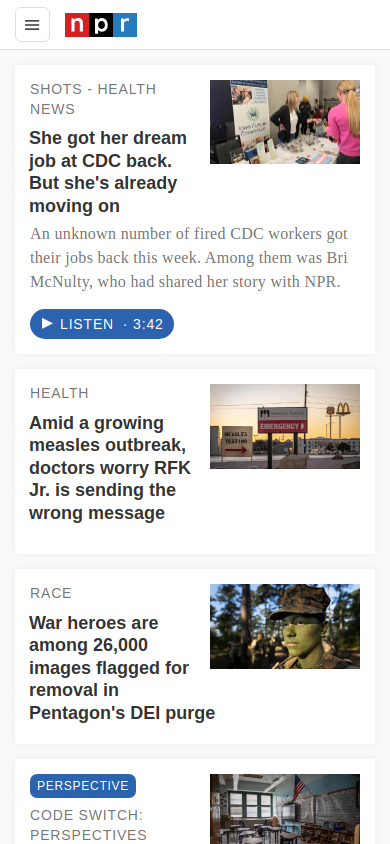 npr
SHOTS - HEALTH
NEWS
She got her dream
job at CDC back.
But she's already
moving on
An unknown number of fired CDC workers got
their jobs back this week. Among them was Bri
McNulty, who had shared her story with NPR.
LISTEN · 3:42
HEALTH
Amid a growing
measles outbreak,
doctors worry RFK
Jr. is sending the
wrong message
EMERGENCY
MEASLES
TESTING
RACE
War heroes are
among 26,000
images flagged for
removal in
Pentagon's DEI purge
PERSPECTIVE
CODE SWITCH:
PERSPECTIVES